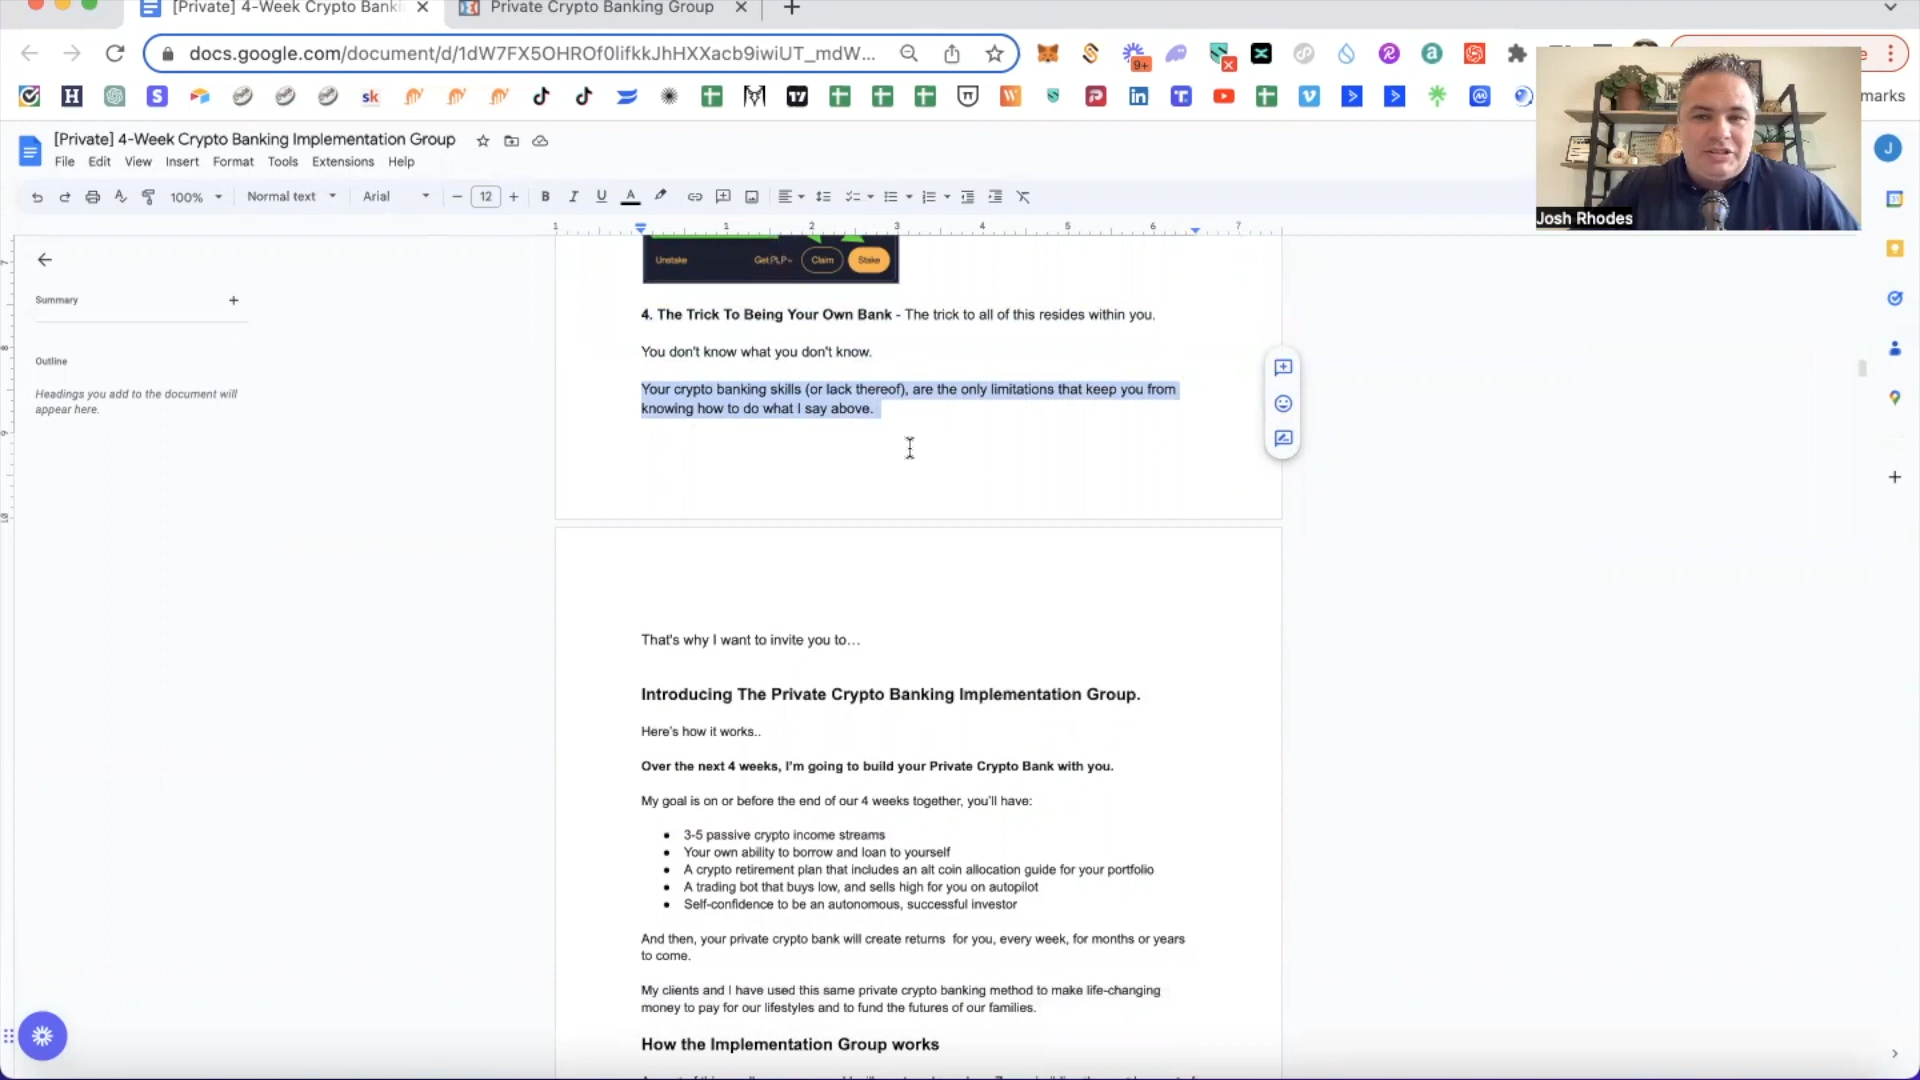 [Private] 4-Week Crypto Banki
Private Crypto Banking Group
docs.google.com/document/d/1dW7FX5OHROf0lifkkJhHXXacb9iwiUT_mdW...
9+
marks
[Private] 4-Week Crypto Banking Implementation Group
File Edit View Insert Format Tools Extensions Help
100% Normal text Arial 12
Josh Rhodes
J
1 1 2 3 4 5 6 7
Summary
Outline
Headings you add to the document will
appear here.
Unstake Get PLP Claim Stake
4. The Trick To Being Your Own Bank - The trick to all of this resides within you.
You don't know what you don't know.
Your crypto banking skills (or lack thereof), are the only limitations that keep you from
knowing how to do what I say above.
That's why I want to invite you to…
Introducing The Private Crypto Banking Implementation Group.
Here's how it works..
Over the next 4 weeks, I'm going to build your Private Crypto Bank with you.
My goal is on or before the end of our 4 weeks together, you'll have:
3-5 passive crypto income streams
Your own ability to borrow and loan to yourself
A crypto retirement plan that includes an alt coin allocation guide for your portfolio
A trading bot that buys low, and sells high for you on autopilot
Self-confidence to be an autonomous, successful investor
And then, your private crypto bank will create returns for you, every week, for months or years
to come.
My clients and I have used this same private crypto banking method to make life-changing
money to pay for our lifestyles and to fund the futures of our families.
How the Implementation Group works